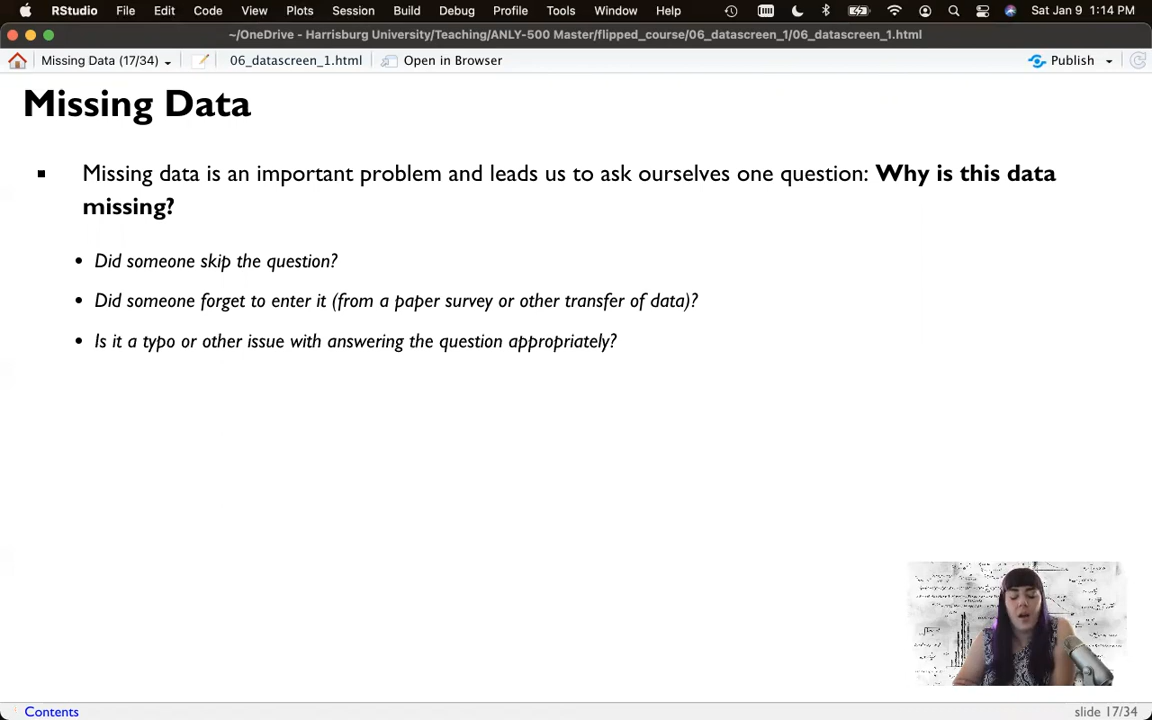 RStudio File Edit Code View Plots Session Build Debug Profile Tools Window Help Sat Jan 9 1:14 PM
~/OneDrive - Harrisburg University/Teaching/ANLY-500 Master/flipped_course/06_datascreen_1/06_datascreen_1.html
Missing Data (17/34) 06_datascreen_1.html Open in Browser Publish
Missing Data
Missing data is an important problem and leads us to ask ourselves one question: Why is this data
missing?
Did someone skip the question?
Did someone forget to enter it (from a paper survey or other transfer of data)?
Is it a typo or other issue with answering the question appropriately?
Contents slide 17/34